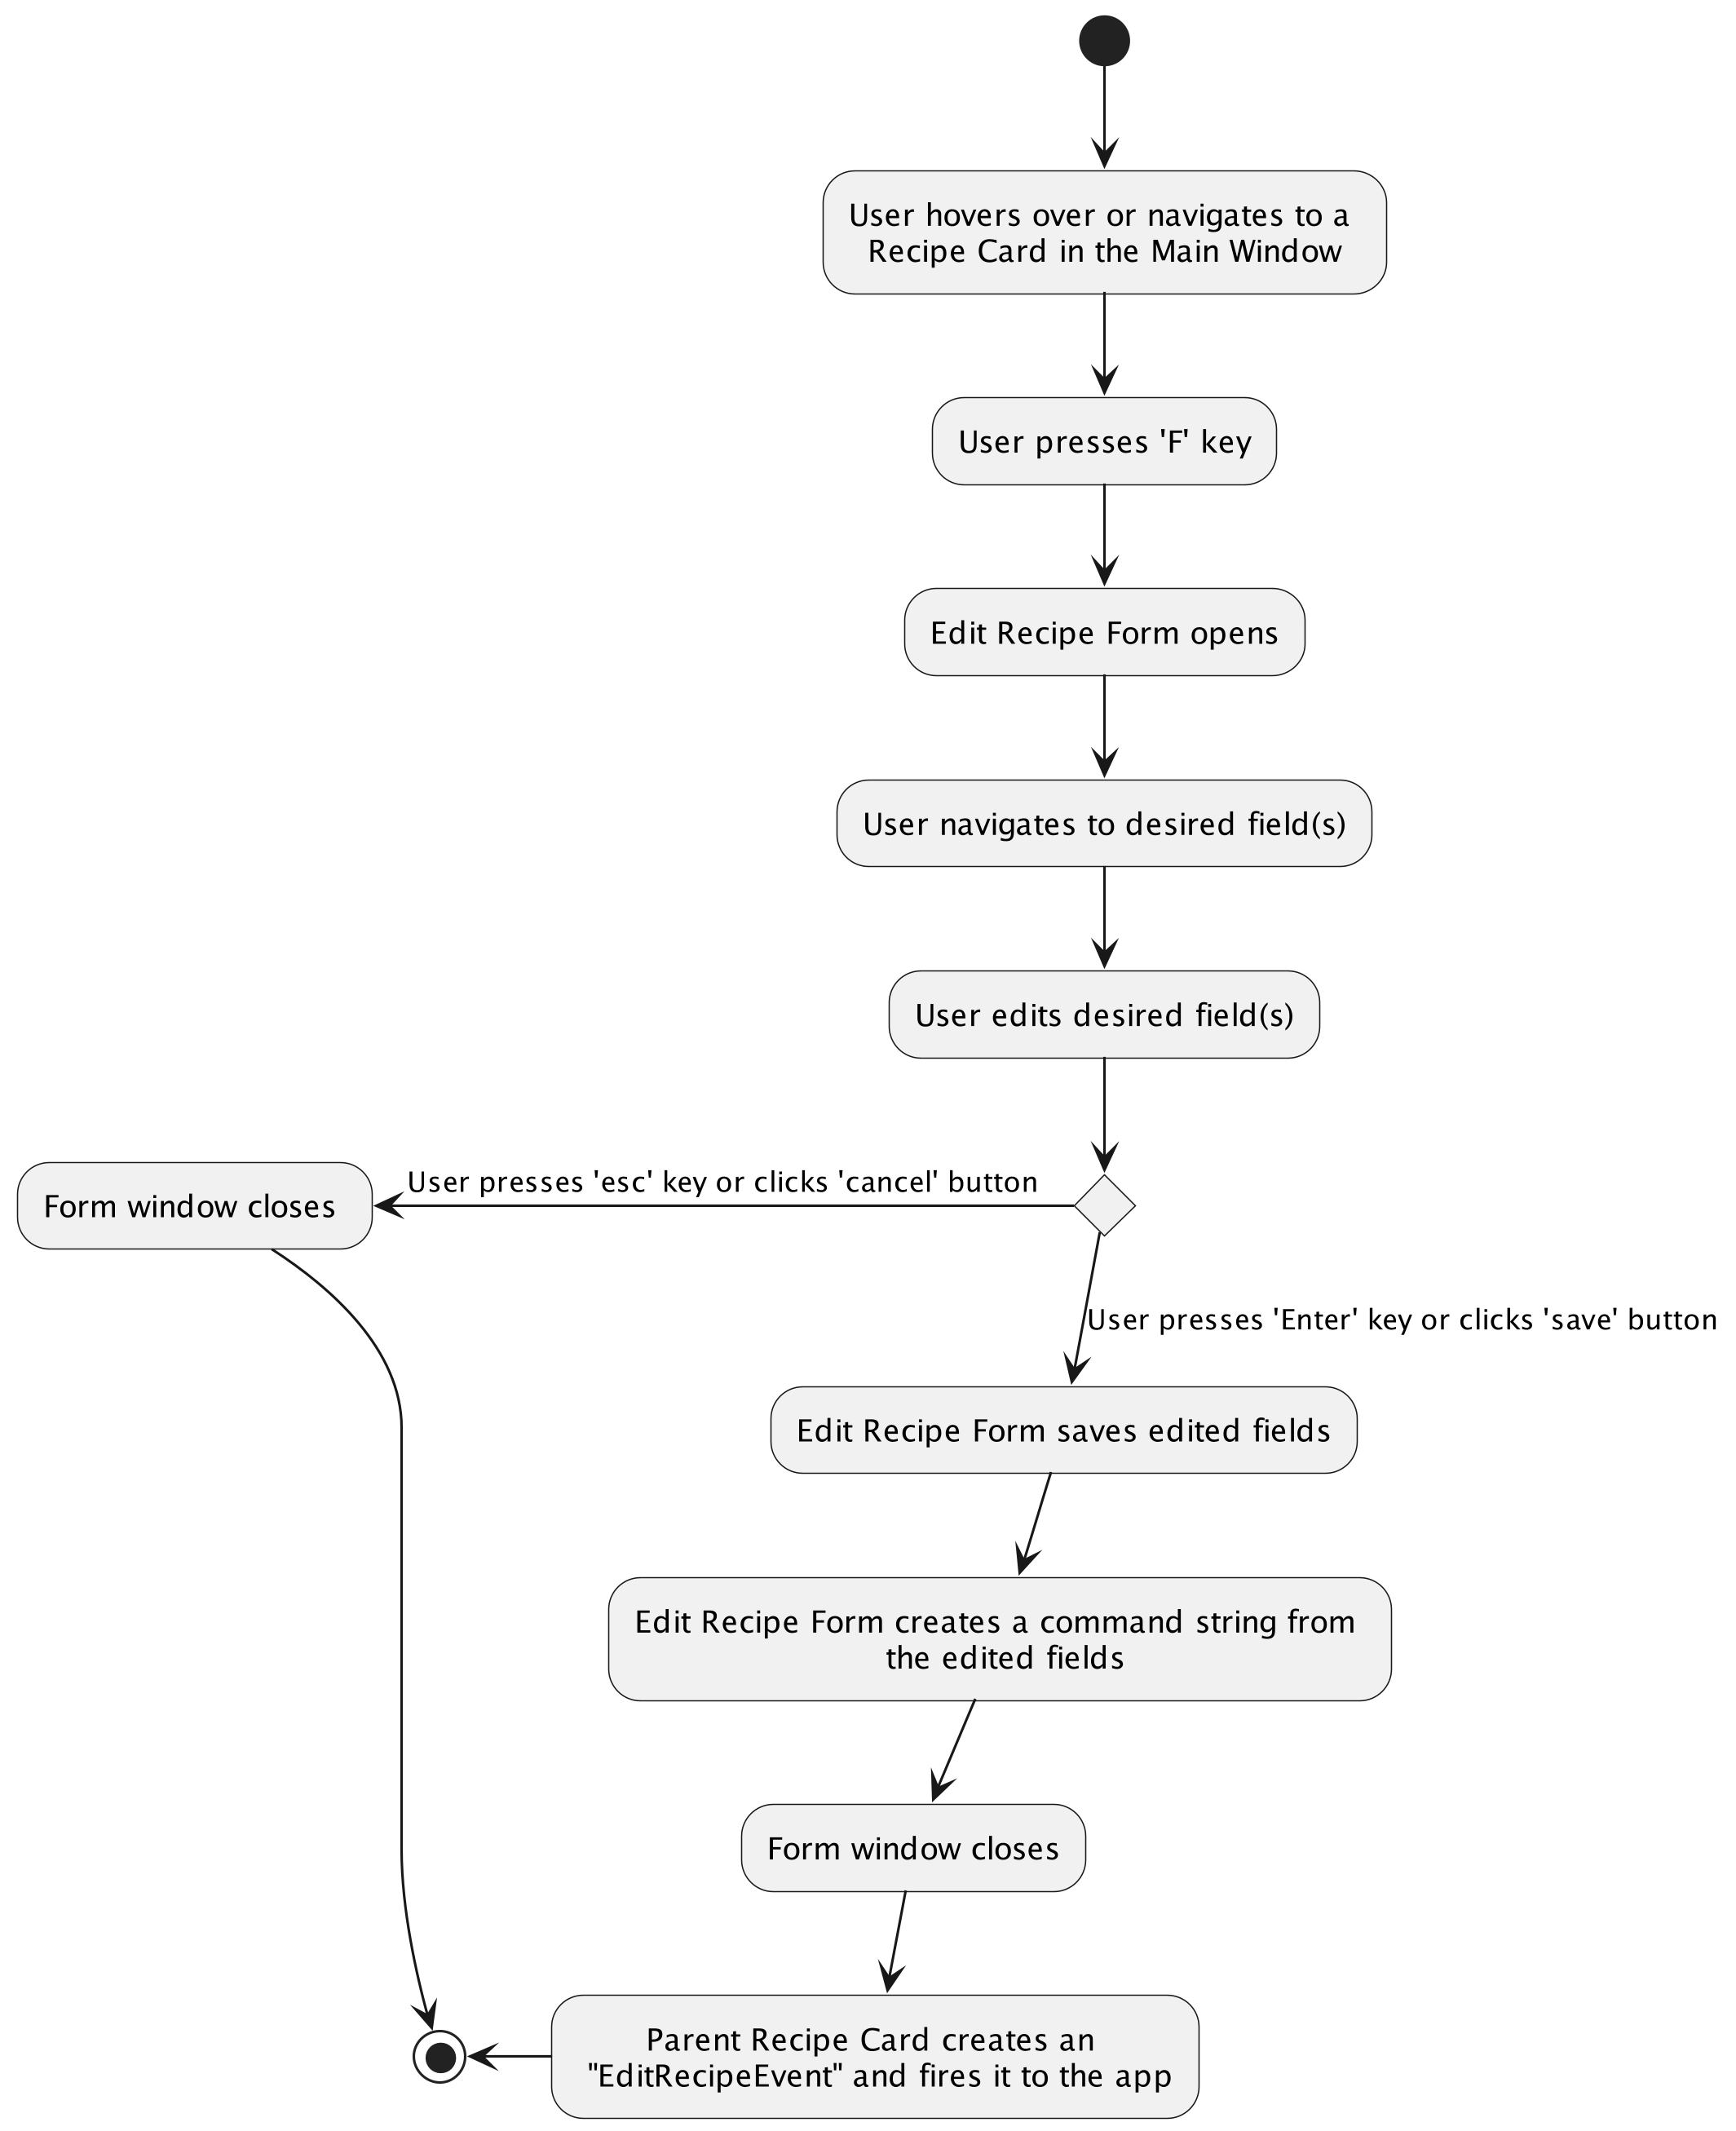 User hovers over or navigates to a
Recipe Card in the Main Window
User presses 'F' key
Edit Recipe Form opens
User navigates to desired field(s)
User edits desired field(s)
User presses 'esc' key or clicks 'cancel' button
Form window closes
User presses 'Enter' key or clicks 'save' button
Edit Recipe Form saves edited fields
Edit Recipe Form creates a command string from
the edited fields
Form window closes
Parent Recipe Card creates an
"EditRecipeEvent" and fires it to the app